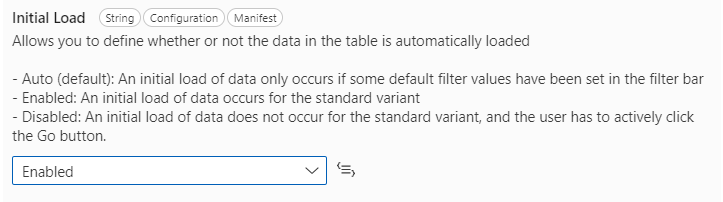 Initial Load String Configuration Manifest
Allows you to define whether or not the data in the table is automatically loaded
- Auto (default): An initial load of data only occurs if some default filter values have been set in the filter bar
- Enabled: An initial load of data occurs for the standard variant
- Disabled: An initial load of data does not occur for the standard variant, and the user has to actively click
the Go button.
Enabled